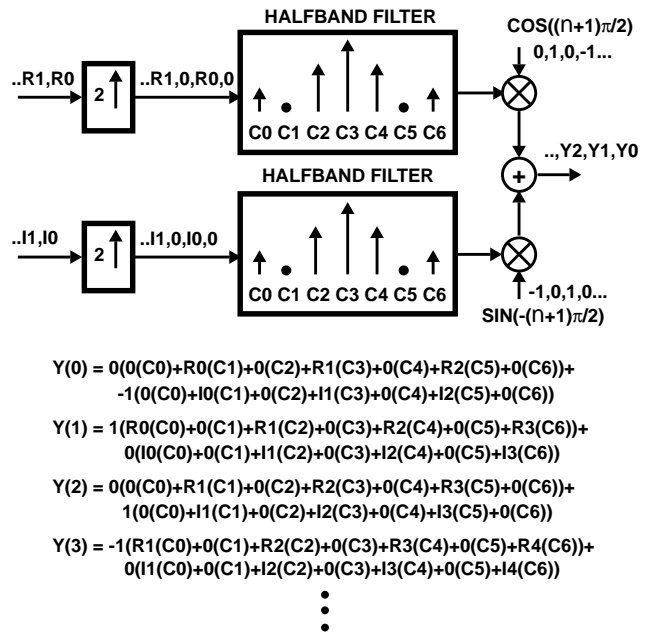 HALFBAND FILTER
COS((n+1)π/2)
0,1,0,-1...
..R1,R0
2
..R1,0,R0,0
C0 C1 C2 C3 C4 C5 C6
..,Y2,Y1,Y0
+
HALFBAND FILTER
..I1,I0
2
..I1,0,I0,0
C0 C1 C2 C3 C4 C5 C6
-1,0,1,0...
SIN(-(n+1)π/2)
Y(0) = 0(0(C0)+R0(C1)+0(C2)+R1(C3)+0(C4)+R2(C5)+0(C6))+
-1(0(C0)+I0(C1)+0(C2)+I1(C3)+0(C4)+I2(C5)+0(C6))
Y(1) = 1(R0(C0)+0(C1)+R1(C2)+0(C3)+R2(C4)+0(C5)+R3(C6))+
0(I0(C0)+0(C1)+I1(C2)+0(C3)+I2(C4)+0(C5)+I3(C6))
Y(2) = 0(0(C0)+R1(C1)+0(C2)+R2(C3)+0(C4)+R3(C5)+0(C6))+
1(0(C0)+I1(C1)+0(C2)+I2(C3)+0(C4)+I3(C5)+0(C6))
Y(3) = -1(R1(C0)+0(C1)+R2(C2)+0(C3)+R3(C4)+0(C5)+R4(C6))+
0(I1(C0)+0(C1)+I2(C2)+0(C3)+I3(C4)+0(C5)+I4(C6))